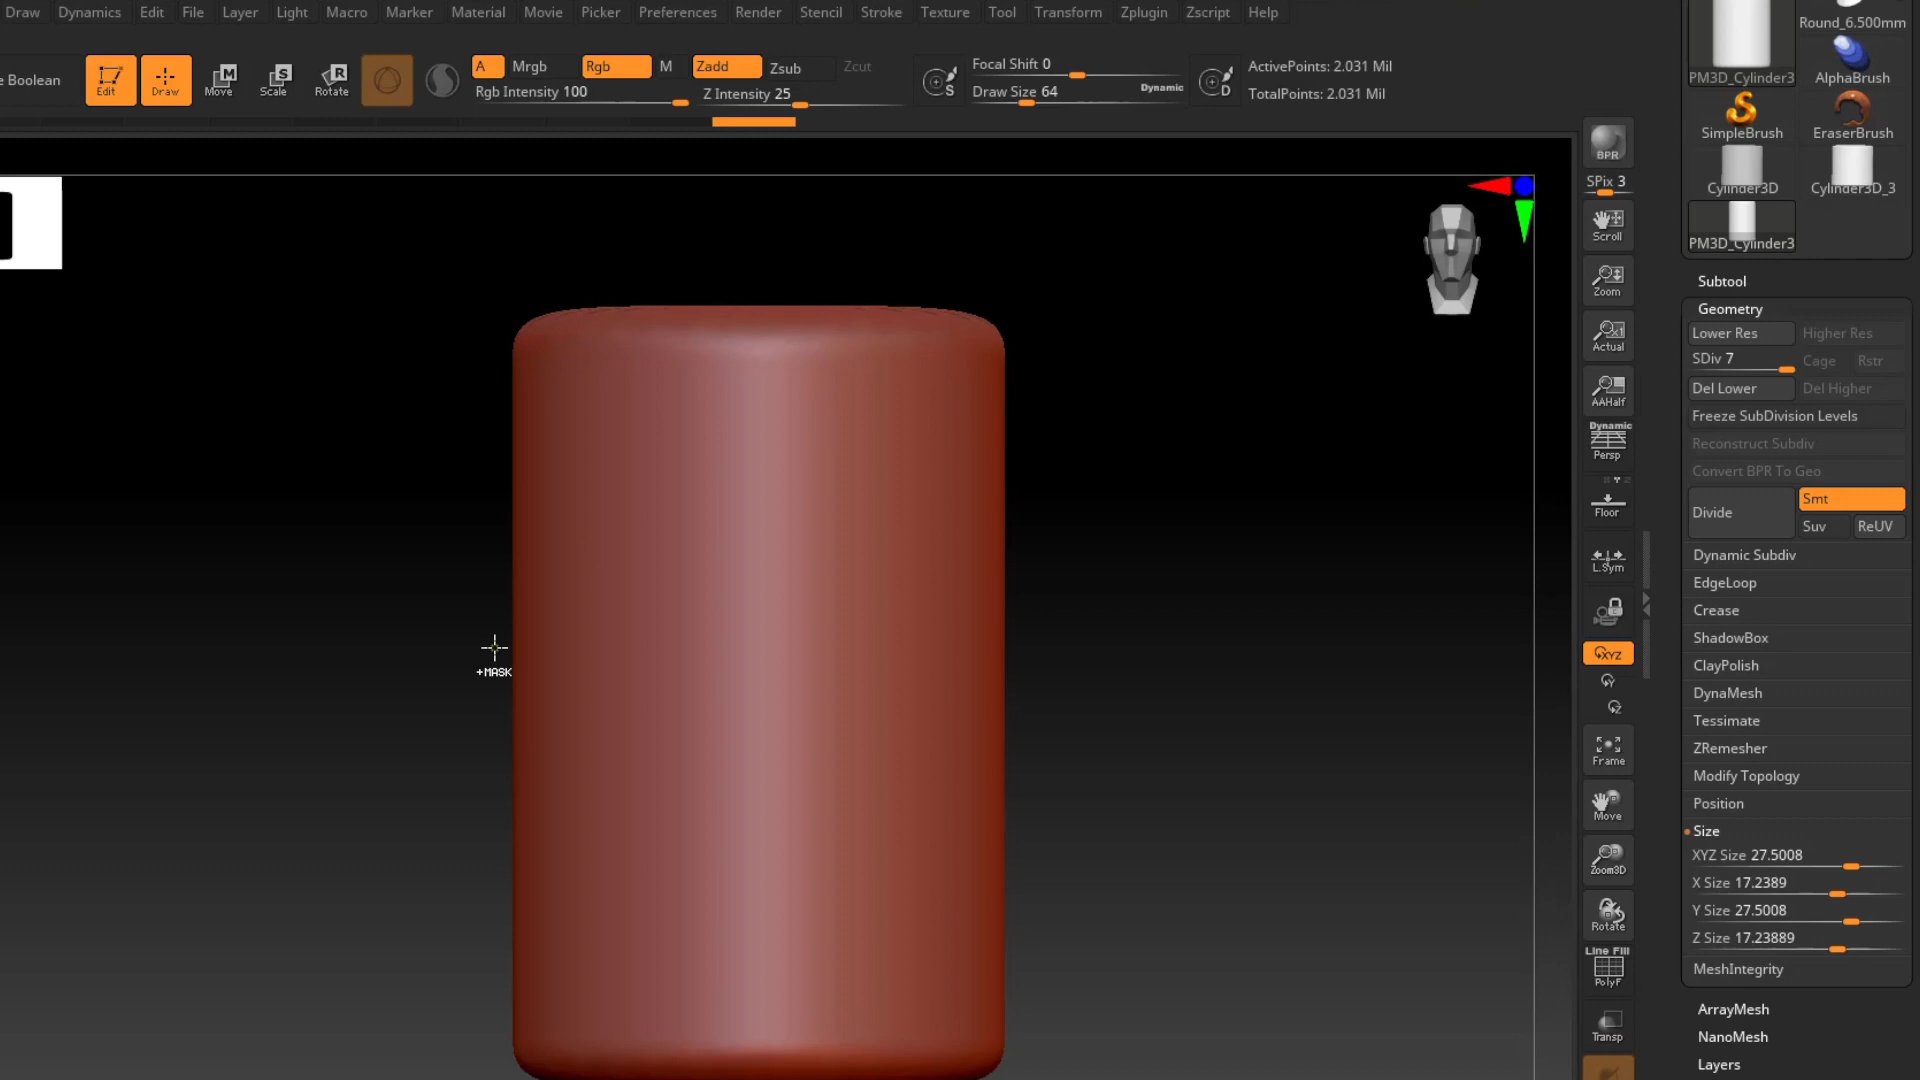 Draw Dynamics Edit File Layer Light Macro Marker Material Movie Picker Preferences Render Stencil Stroke Texture Tool Transform Zplugin Zscript Help
e Boolean
Edit
Draw
Move
Scale
Rotate
A Mrgb Rgb M Zadd Zsub Zcut
Rgb Intensity 100
Z Intensity 25
S
Focal Shift 0
Draw Size 64
Dynamic
D
ActivePoints: 2.031 Mil
TotalPoints: 2.031 Mil
+MASK
BPR
SPix 3
Scroll
Zoom
Actual
AAHalf
Dynamic
Persp
Floor
L.Sym
XYZ
Y
Z
Frame
Move
Zoom3D
Rotate
Line Fill
PolyF
Transp
Round_6.500mm
PM3D_Cylinder3
AlphaBrush
SimpleBrush
EraserBrush
Cylinder3D
Cylinder3D_3
PM3D_Cylinder3
Subtool
Geometry
Lower Res Higher Res
SDiv 7 Cage Rstr
Del Lower Del Higher
Freeze SubDivision Levels
Reconstruct Subdiv
Convert BPR To Geo
Divide Smt
Suv ReUV
Dynamic Subdiv
EdgeLoop
Crease
ShadowBox
ClayPolish
DynaMesh
Tessimate
ZRemesher
Modify Topology
Position
Size
XYZ Size 27.5008
X Size 17.2389
Y Size 27.5008
Z Size 17.23889
MeshIntegrity
ArrayMesh
NanoMesh
Layers